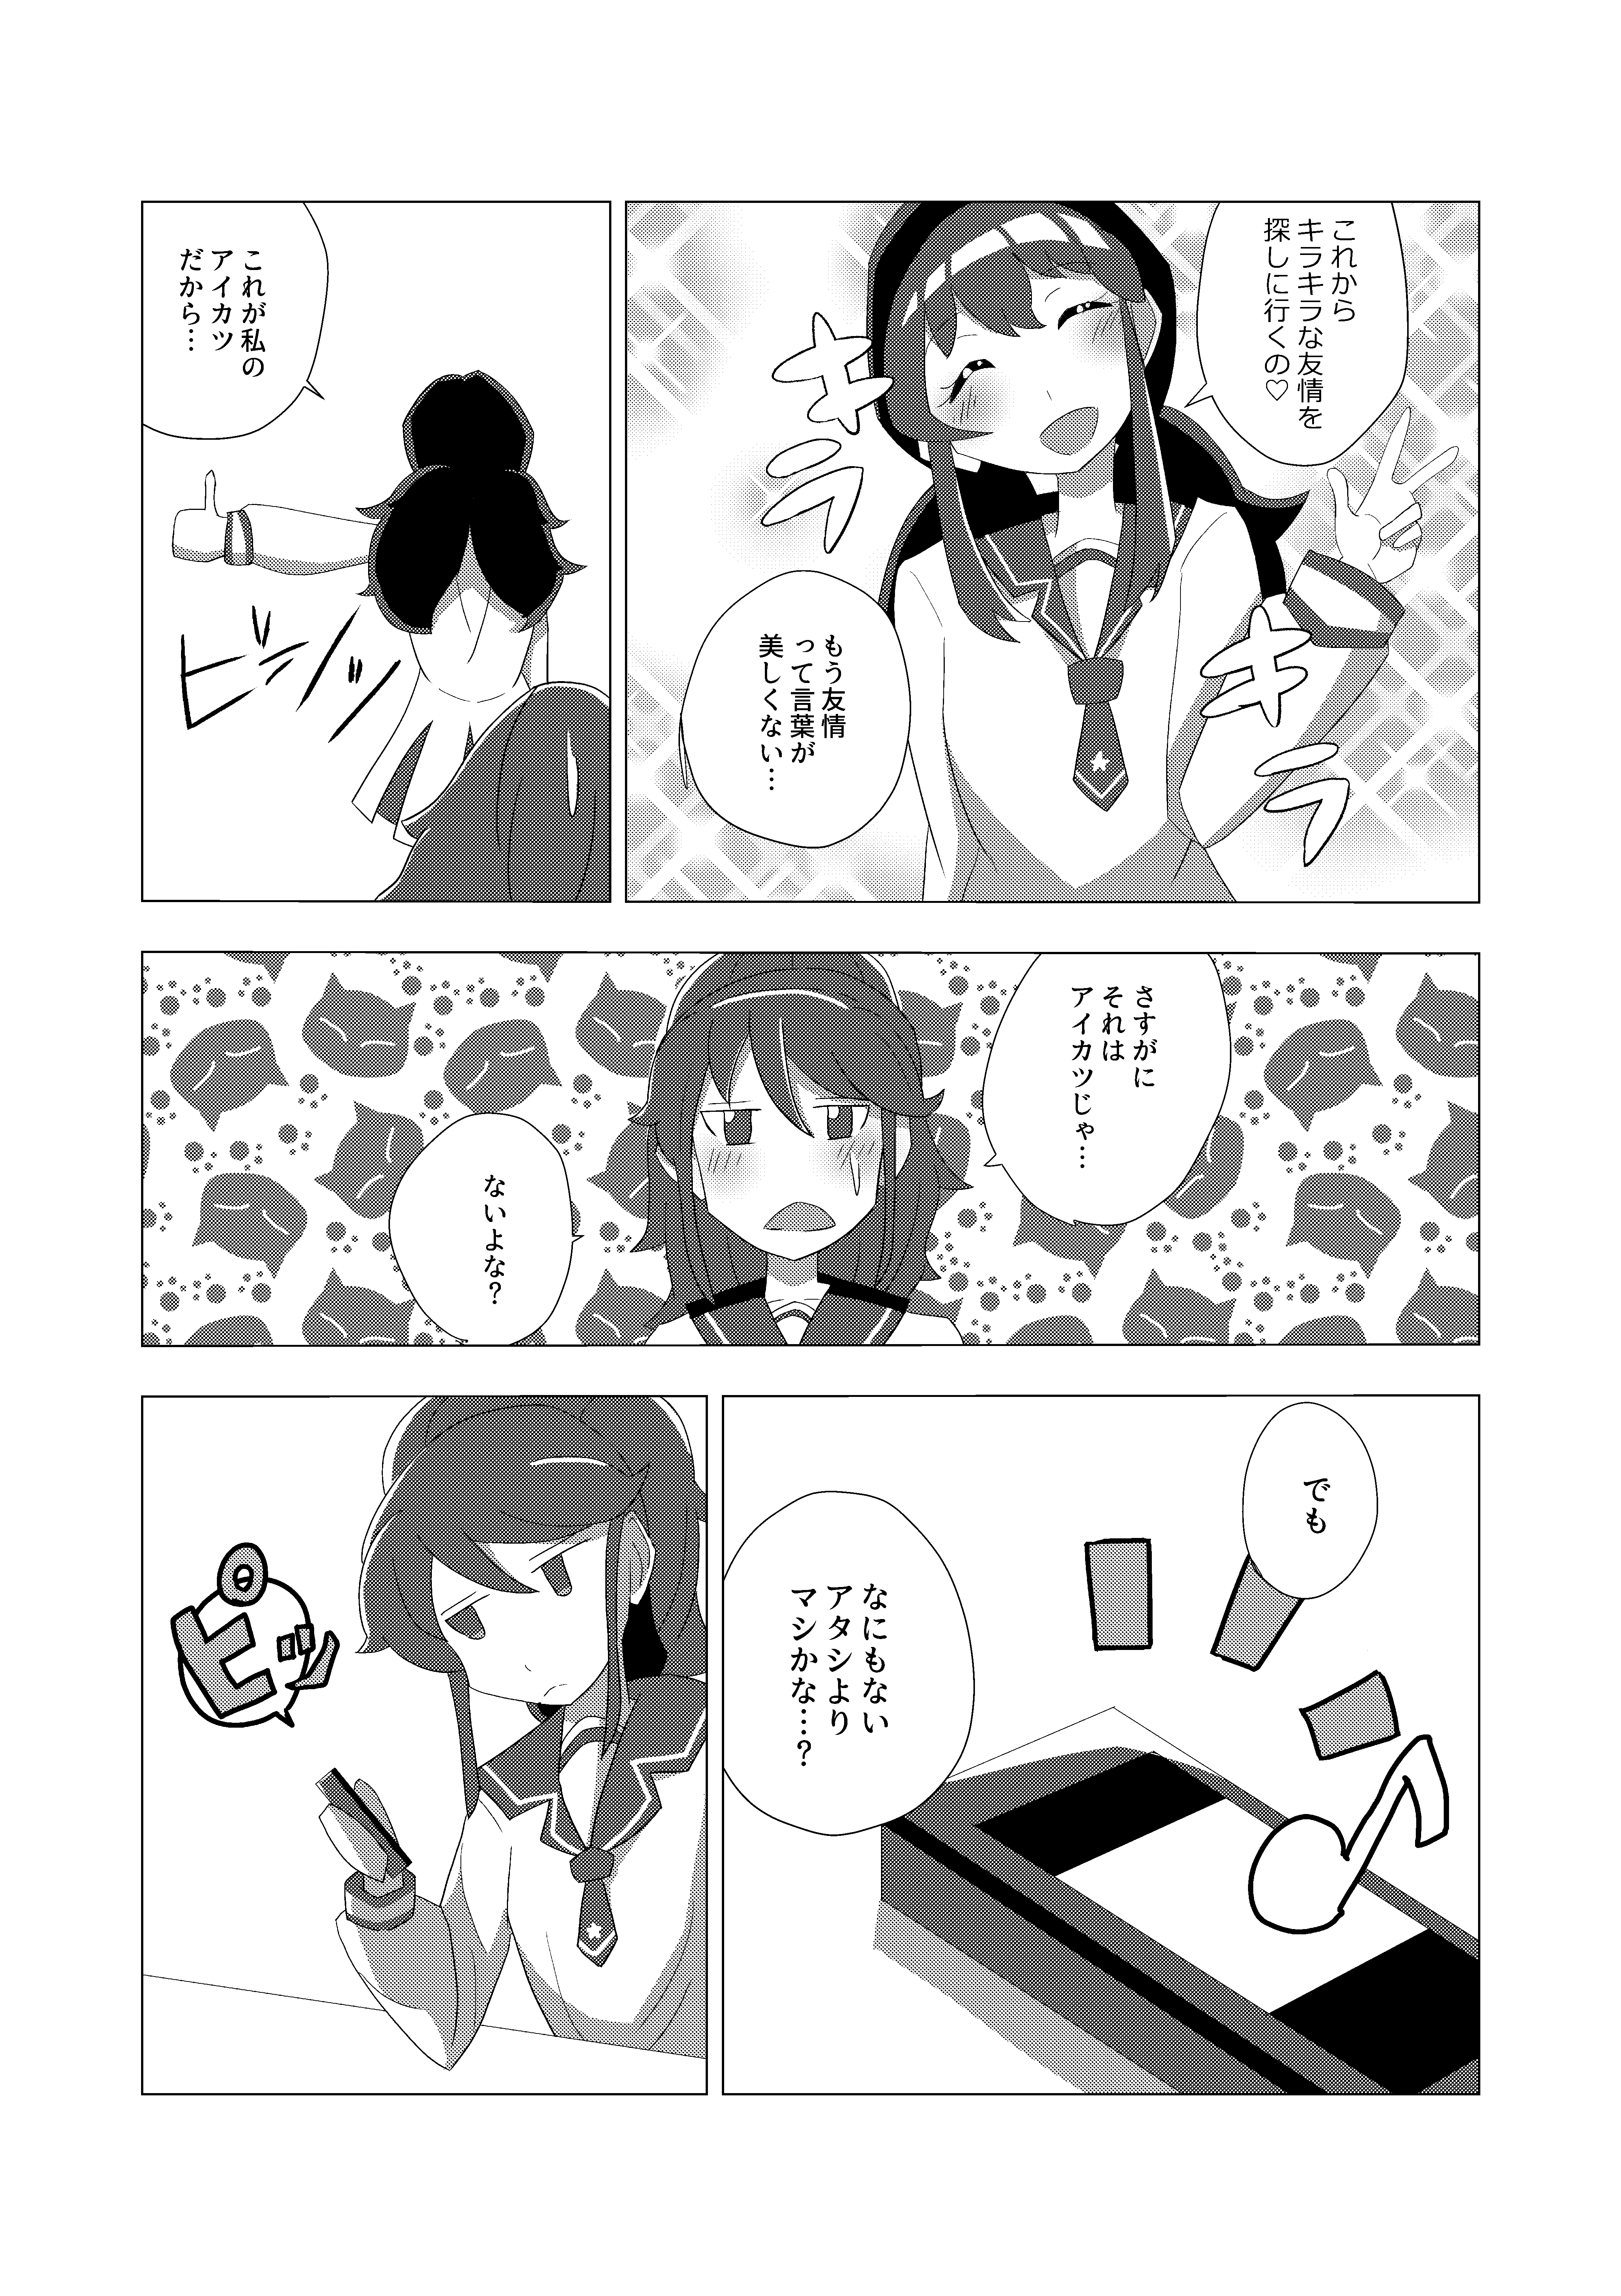 これから
キラキラな友情を
探しに行くの♡
キラ
キラ
もう友情
って言葉が
美しくない…
これが私の
アイカツ
だから…
ビシッ
さすがに
それは
アイカツじゃ…
ないよな?
でも
なにもない
アタシより
マシかな…?
ピッ